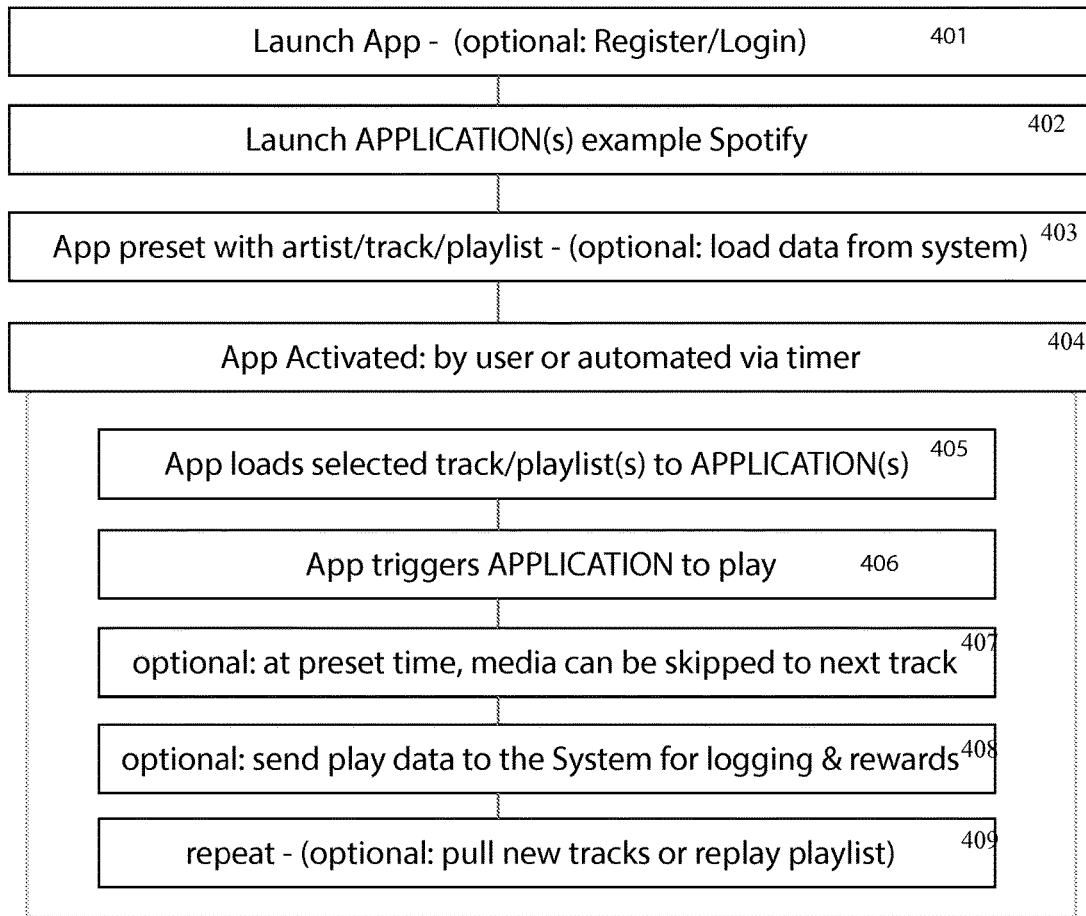 Launch App - (optional: Register/Login) 401
Launch APPLICATION(s) example Spotify 402
App preset with artist/track/playlist - (optional: load data from system) 403
App Activated: by user or automated via timer 404
App loads selected track/playlist(s) to APPLICATION(s) 405
App triggers APPLICATION to play 406
optional: at preset time, media can be skipped to next track 407
optional: send play data to the System for logging & rewards 408
repeat - (optional: pull new tracks or replay playlist) 409